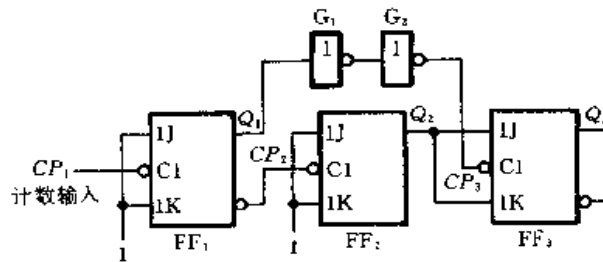 G₁ G₂
1 1
Q₁ Q₂ Q
1J 1J 1J
CP₁ C1 CP₂ C1 CP₃ C1
计数输入
1K 1K 1K
1 1
FF₁ FF₂ FF₃